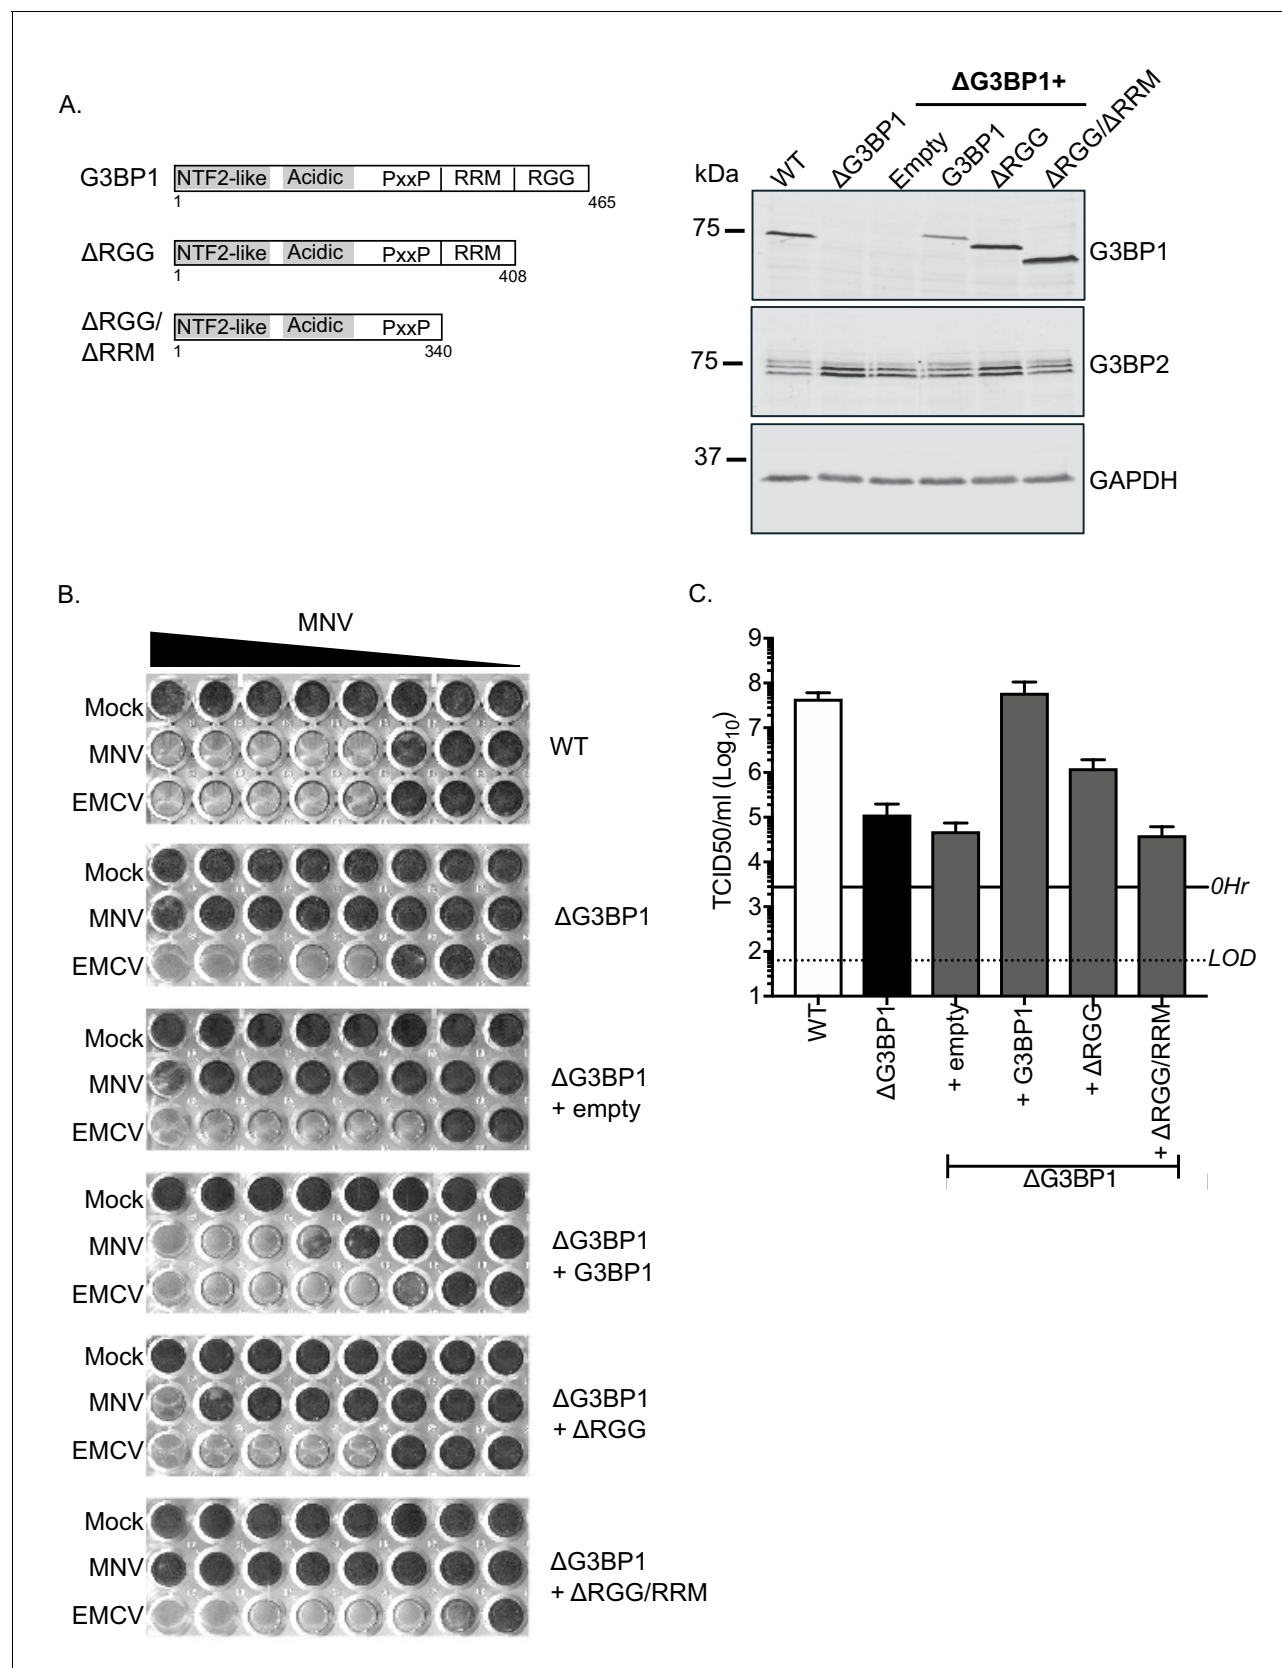 A.
G3BP1
NTF2-like Acidic PxxP RRM RGG
1 465
ΔRGG
NTF2-like Acidic PxxP RRM
1 408
ΔRGG/
ΔRRM
NTF2-like Acidic PxxP
1 340
ΔG3BP1+
kDa WT ΔG3BP1 Empty G3BP1 ΔRGG ΔRGG/ΔRRM
75 G3BP1
75 G3BP2
37
GAPDH
B.
MNV
Mock
MNV WT
EMCV
Mock
MNV ΔG3BP1
EMCV
Mock
MNV ΔG3BP1
+ empty
EMCV
Mock
MNV ΔG3BP1
+ G3BP1
EMCV
Mock
MNV ΔG3BP1
+ ΔRGG
EMCV
Mock
MNV ΔG3BP1
+ ΔRGG/RRM
EMCV
C.
TCID50/ml (Log10)
9
8
7
6
5
4
3
2
1
0Hr
LOD
WT
ΔG3BP1
+ empty
+ G3BP1
+ ΔRGG
+ ΔRGG/RRM
ΔG3BP1